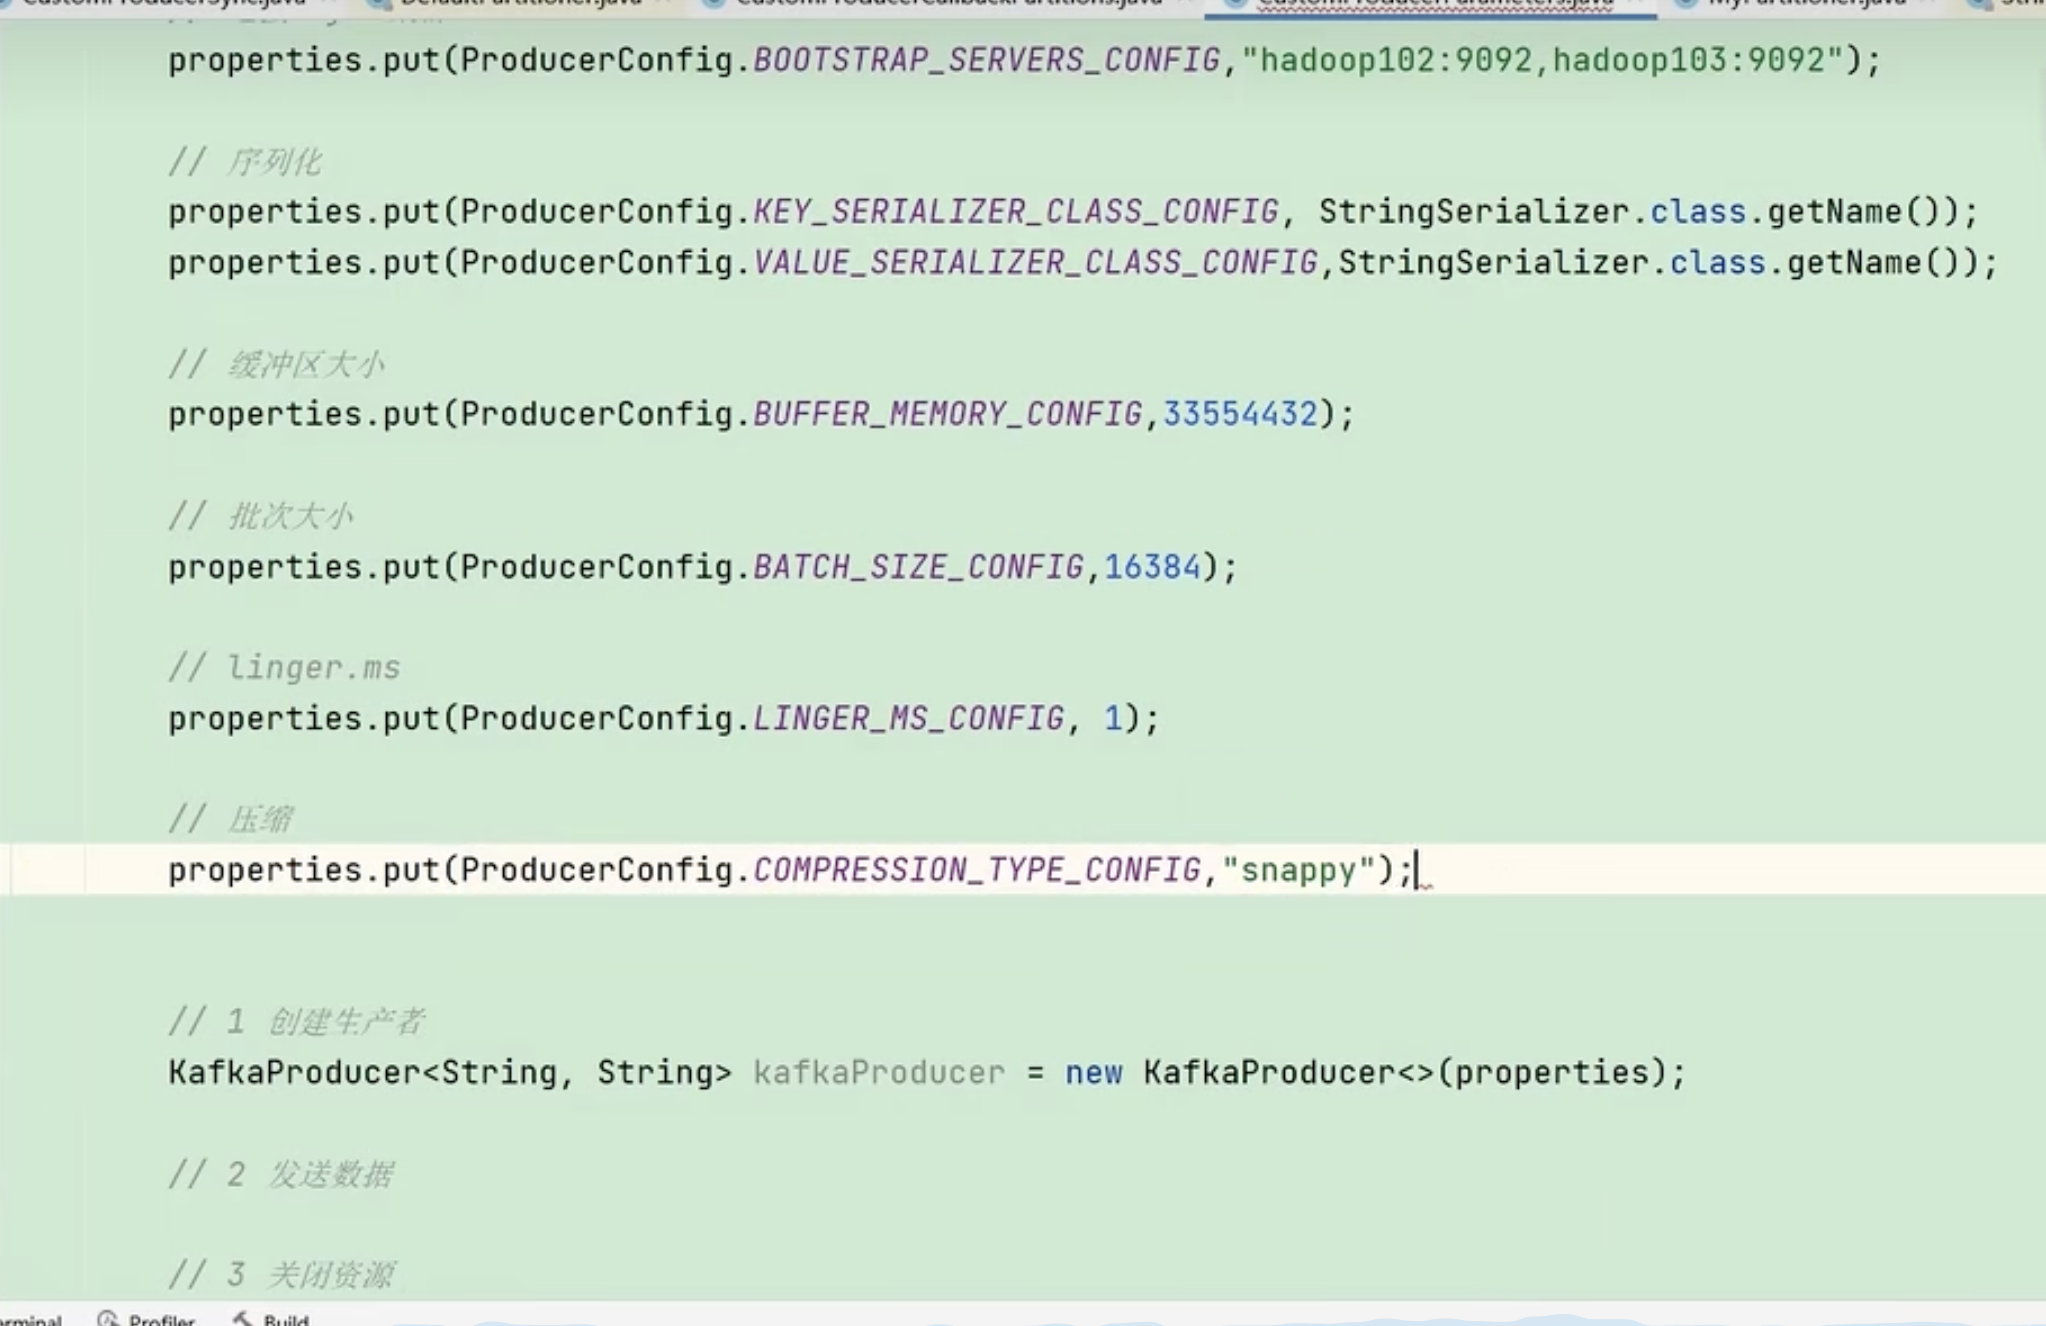 properties.put(ProducerConfig.BOOTSTRAP_SERVERS_CONFIG,"hadoop102:9092,hadoop103:9092");
// 序列化
properties.put(ProducerConfig.KEY_SERIALIZER_CLASS_CONFIG, StringSerializer.class.getName());
properties.put(ProducerConfig.VALUE_SERIALIZER_CLASS_CONFIG,StringSerializer.class.getName());
// 缓冲区大小
properties.put(ProducerConfig.BUFFER_MEMORY_CONFIG,33554432);
// 批次大小
properties.put(ProducerConfig.BATCH_SIZE_CONFIG,16384);
// linger.ms
properties.put(ProducerConfig.LINGER_MS_CONFIG, 1);
// 压缩
properties.put(ProducerConfig.COMPRESSION_TYPE_CONFIG,"snappy");
// 1 创建生产者
KafkaProducer<String, String> kafkaProducer = new KafkaProducer<>(properties);
// 2 发送数据
// 3 关闭资源
Profiler Build